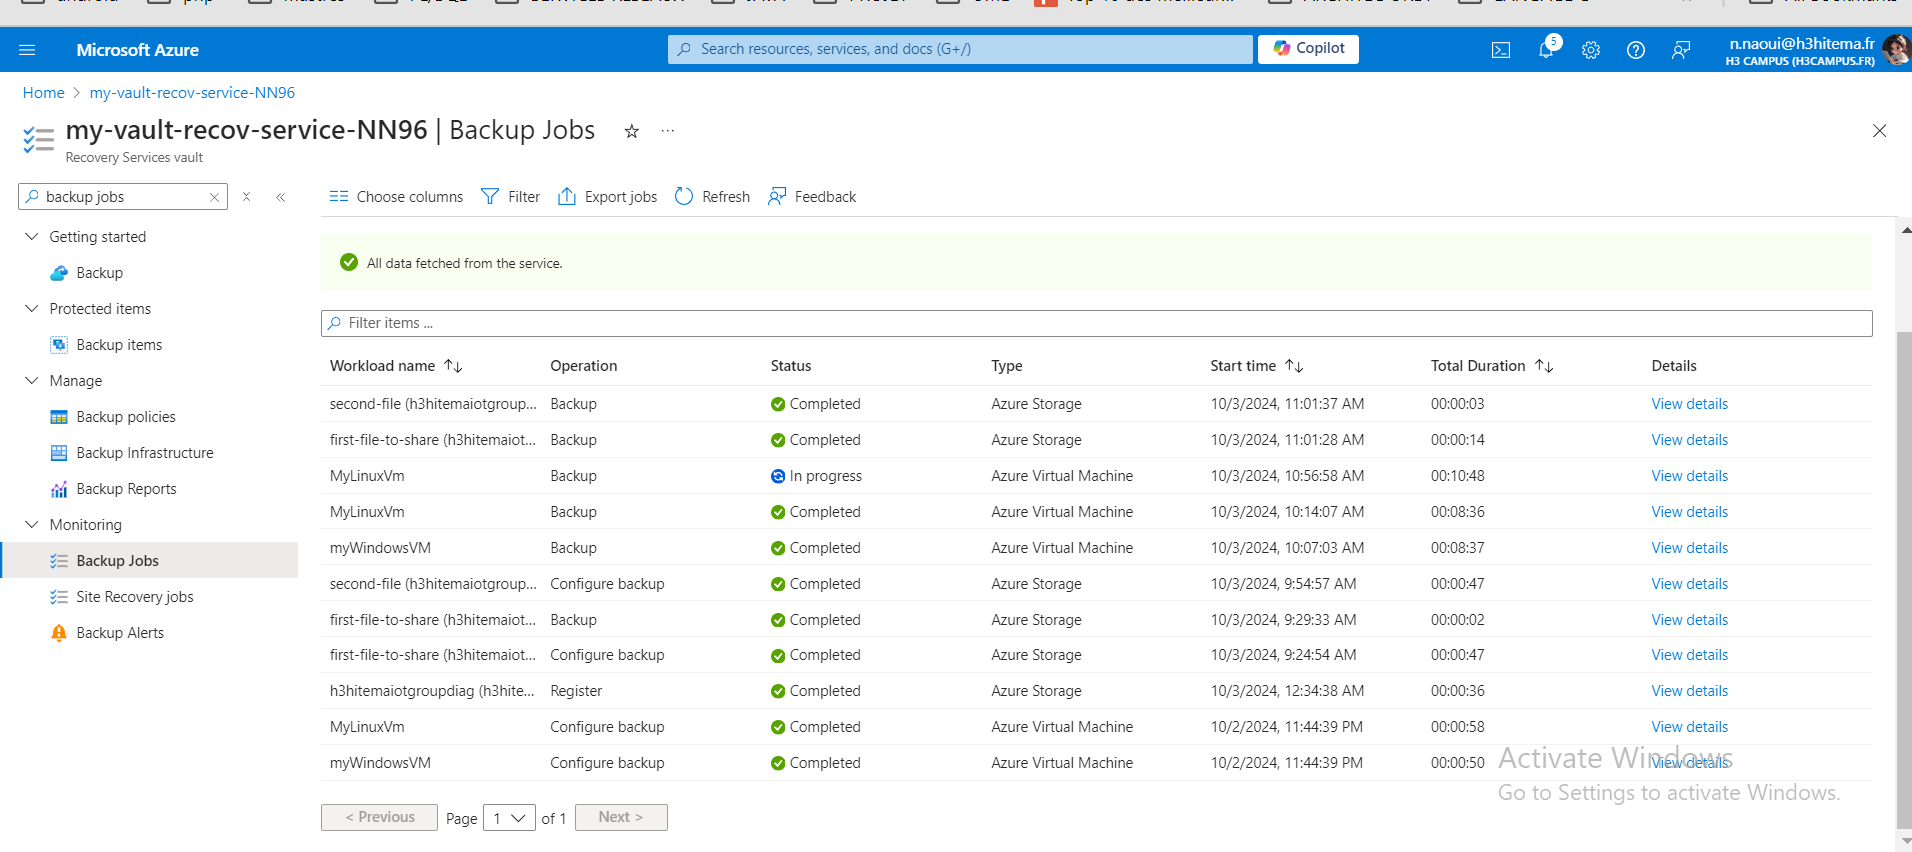 Microsoft Azure
Search resources, services, and docs (G+/)
Copilot
5
n.naoui@h3hitema.fr
H3 CAMPUS (H3CAMPUS.FR)
Home > my-vault-recov-service-NN96
my-vault-recov-service-NN96 | Backup Jobs
Recovery Services vault
backup jobs
Choose columns Filter Export jobs Refresh Feedback
Getting started
Backup
Protected items
Backup items
Manage
Backup policies
Backup Infrastructure
Backup Reports
Monitoring
Backup Jobs
Site Recovery jobs
Backup Alerts
All data fetched from the service.
Filter items ...
Workload name Operation Status Type Start time Total Duration Details
second-file (h3hitemaiotgroup... Backup Completed Azure Storage 10/3/2024, 11:01:37 AM 00:00:03 View details
first-file-to-share (h3hitemaiot... Backup Completed Azure Storage 10/3/2024, 11:01:28 AM 00:00:14 View details
MyLinuxVm Backup In progress Azure Virtual Machine 10/3/2024, 10:56:58 AM 00:10:48 View details
MyLinuxVm Backup Completed Azure Virtual Machine 10/3/2024, 10:14:07 AM 00:08:36 View details
myWindowsVM Backup Completed Azure Virtual Machine 10/3/2024, 10:07:03 AM 00:08:37 View details
second-file (h3hitemaiotgroup... Configure backup Completed Azure Storage 10/3/2024, 9:54:57 AM 00:00:47 View details
first-file-to-share (h3hitemaiot... Backup Completed Azure Storage 10/3/2024, 9:29:33 AM 00:00:02 View details
first-file-to-share (h3hitemaiot... Configure backup Completed Azure Storage 10/3/2024, 9:24:54 AM 00:00:47 View details
h3hitemaiotgroupdiag (h3hite... Register Completed Azure Storage 10/3/2024, 12:34:38 AM 00:00:36 View details
MyLinuxVm Configure backup Completed Azure Virtual Machine 10/2/2024, 11:44:39 PM 00:00:58 View details
myWindowsVM Configure backup Completed Azure Virtual Machine 10/2/2024, 11:44:39 PM 00:00:50 View details
Activate Windows
Go to Settings to activate Windows.
< Previous Page 1 of 1 Next >